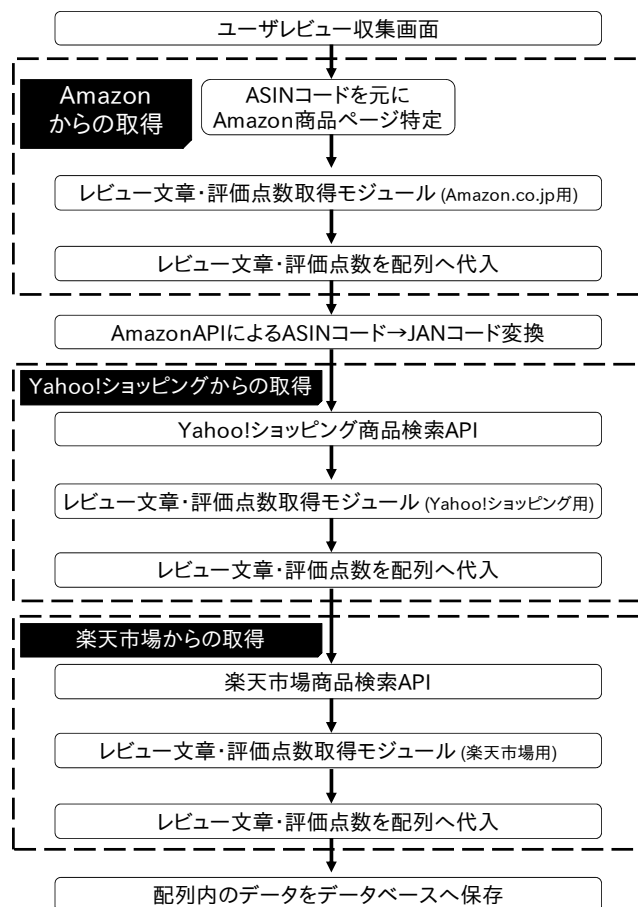 ユーザレビュー収集画面
Amazon
からの取得
ASINコードを元に
Amazon商品ページ特定
レビュー文章・評価点数取得モジュール (Amazon.co.jp用)
レビュー文章・評価点数を配列へ代入
AmazonAPIによるASINコード→JANコード変換
Yahoo!ショッピングからの取得
Yahoo!ショッピング商品検索API
レビュー文章・評価点数取得モジュール (Yahoo!ショッピング用)
レビュー文章・評価点数を配列へ代入
楽天市場からの取得
楽天市場商品検索API
レビュー文章・評価点数取得モジュール (楽天市場用)
レビュー文章・評価点数を配列へ代入
配列内のデータをデータベースへ保存